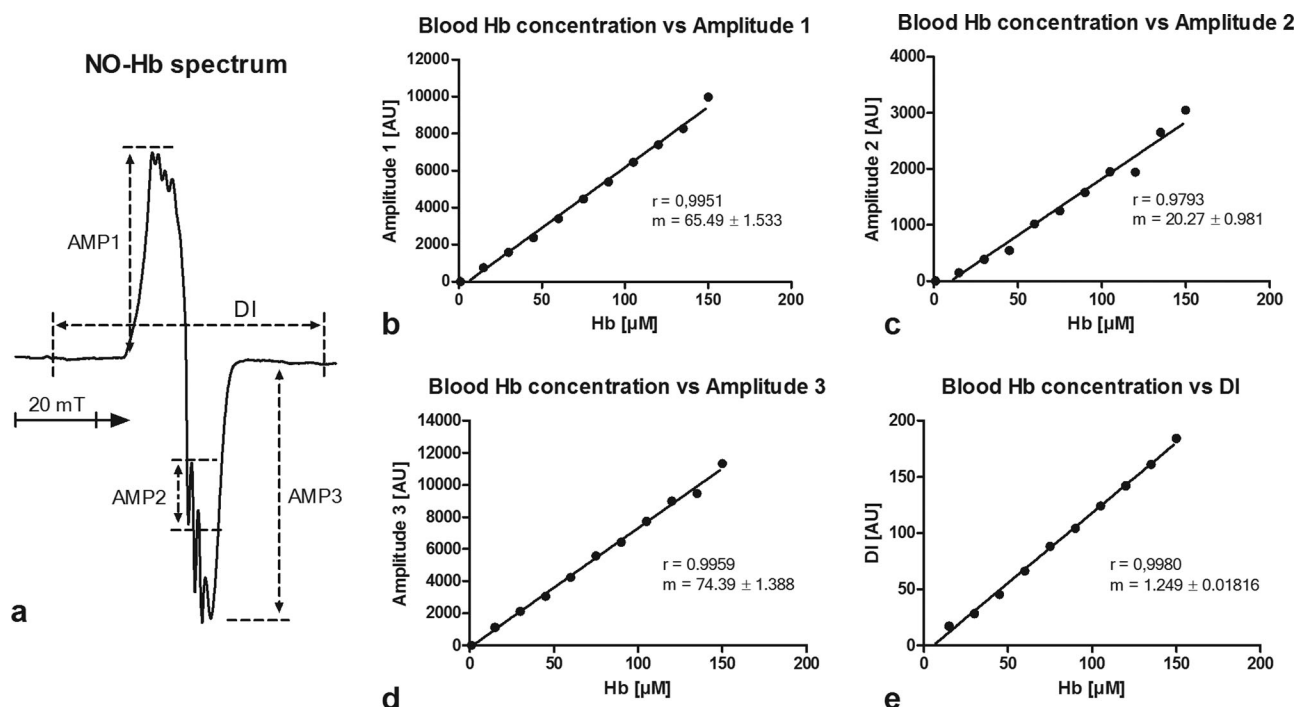 NO-Hb spectrum
AMP1
DI
20 mT
AMP2
AMP3
a
Blood Hb concentration vs Amplitude 1
Amplitude 1 [AU]
12000
10000
8000
6000
4000
2000
0
r = 0,9951
m = 65.49 ± 1.533
0 50 100 150 200
Hb [µM]
b
Blood Hb concentration vs Amplitude 2
Amplitude 2 [AU]
4000
3000
2000
1000
0
r = 0.9793
m = 20.27 ± 0.981
0 50 100 150 200
Hb [µM]
c
Blood Hb concentration vs Amplitude 3
Amplitude 3 [AU]
14000
12000
10000
8000
6000
4000
2000
0
r = 0.9959
m = 74.39 ± 1.388
0 50 100 150 200
Hb [µM]
d
Blood Hb concentration vs DI
DI [AU]
200
150
100
50
0
r = 0,9980
m = 1.249 ± 0.01816
0 50 100 150 200
Hb [µM]
e